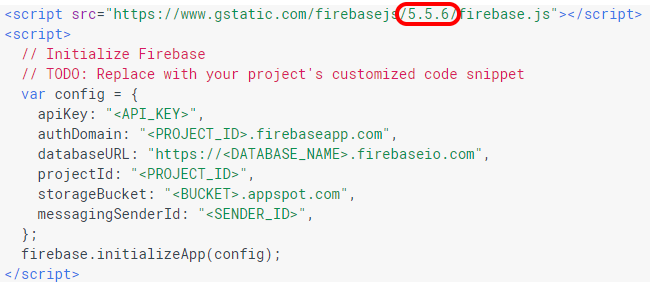 <script src="https://www.gstatic.com/firebasejs/5.5.6/firebase.js"></script>
<script>
  // Initialize Firebase
  // TODO: Replace with your project's customized code snippet
  var config = {
    apiKey: "<API_KEY>",
    authDomain: "<PROJECT_ID>.firebaseapp.com",
    databaseURL: "https://<DATABASE_NAME>.firebaseio.com",
    projectId: "<PROJECT_ID>",
    storageBucket: "<BUCKET>.appspot.com",
    messagingSenderId: "<SENDER_ID>",
  };
  firebase.initializeApp(config);
</script>